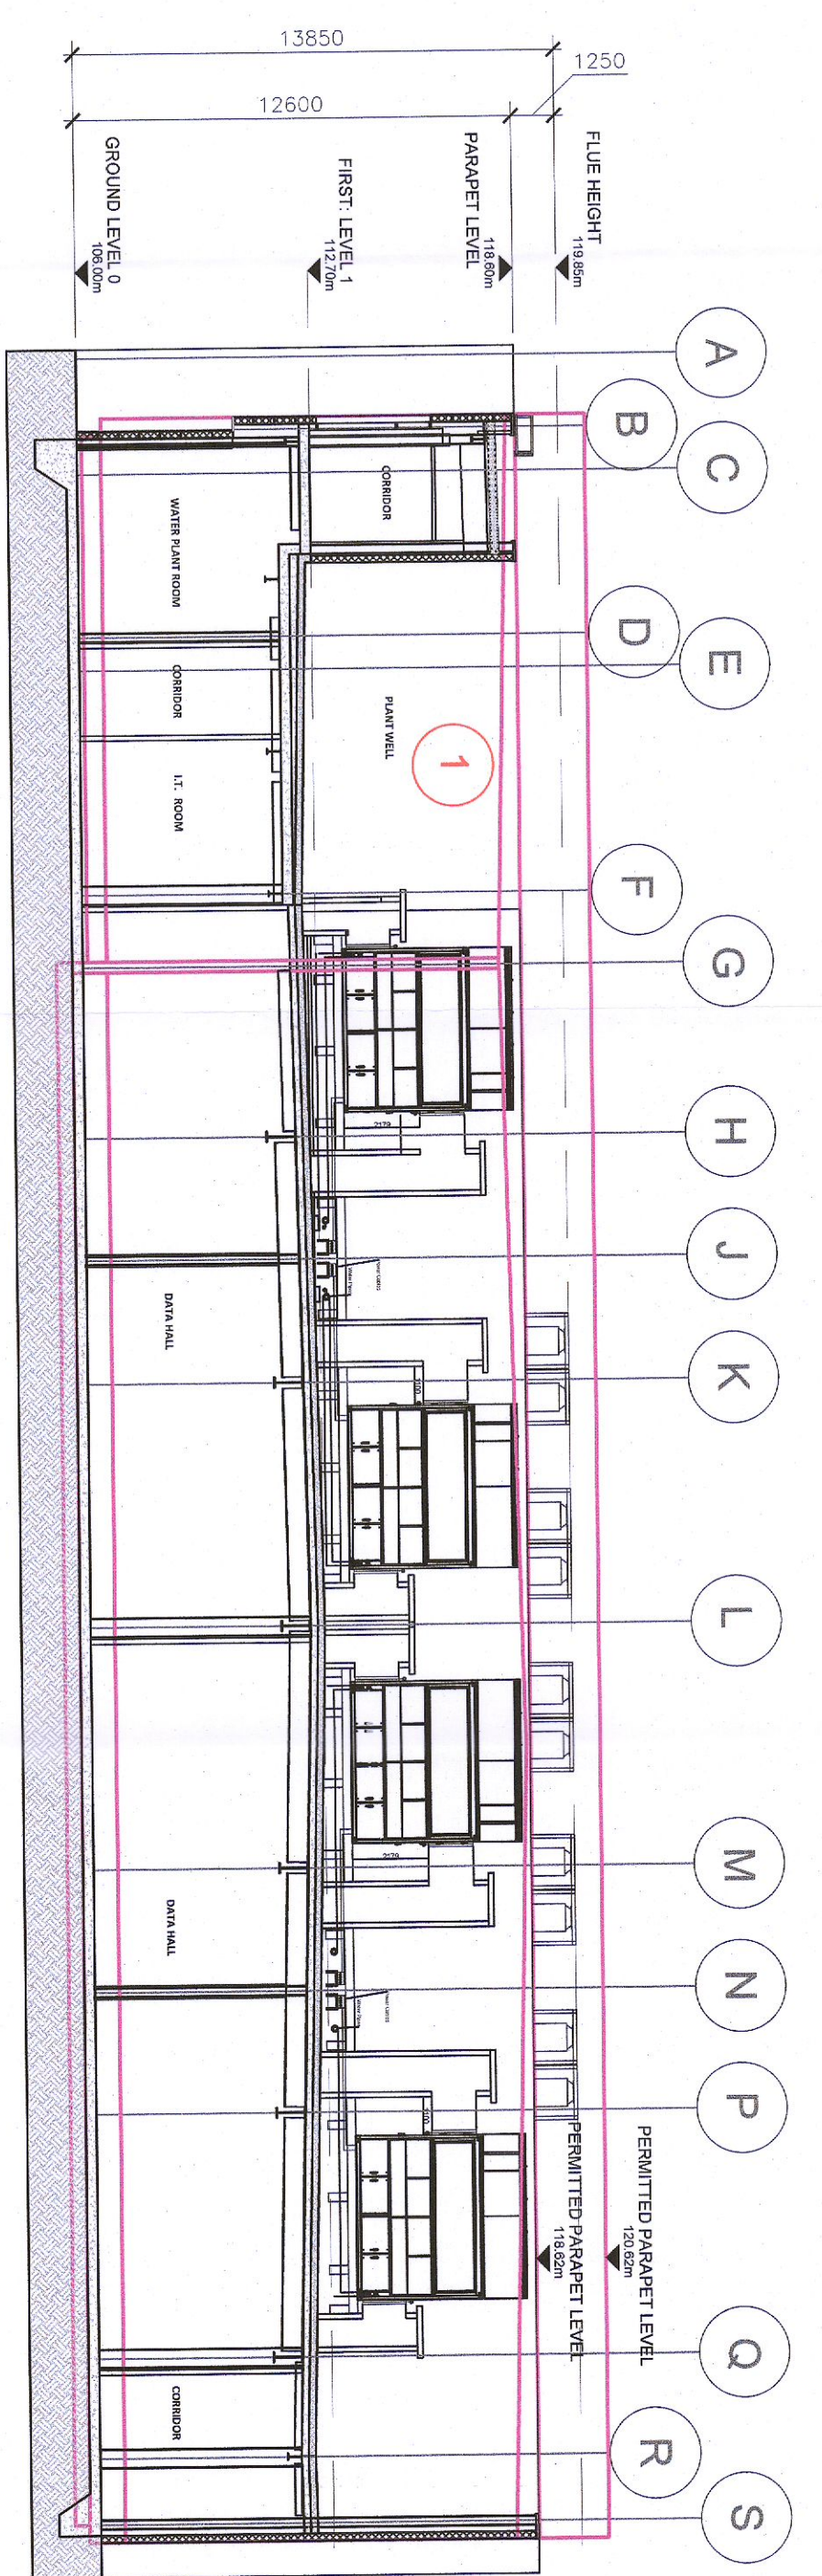 13850
1250
12600
FLUE HEIGHT
119.85m
PARAPET LEVEL
118.60m
FIRST: LEVEL 1
112.70m
GROUND LEVEL 0
106.00m
A
B
C
D
E
F
G
H
J
K
L
M
N
P
Q
R
S
PERMITTED PARAPET LEVEL
120.62m
PERMITTED PARAPET LEVEL
118.62m
CORRIDOR
PLANT WELL
1
WATER PLANT ROOM
CORRIDOR
I.T. ROOM
DATA HALL
DATA HALL
CORRIDOR
2179
1100
2179
1100